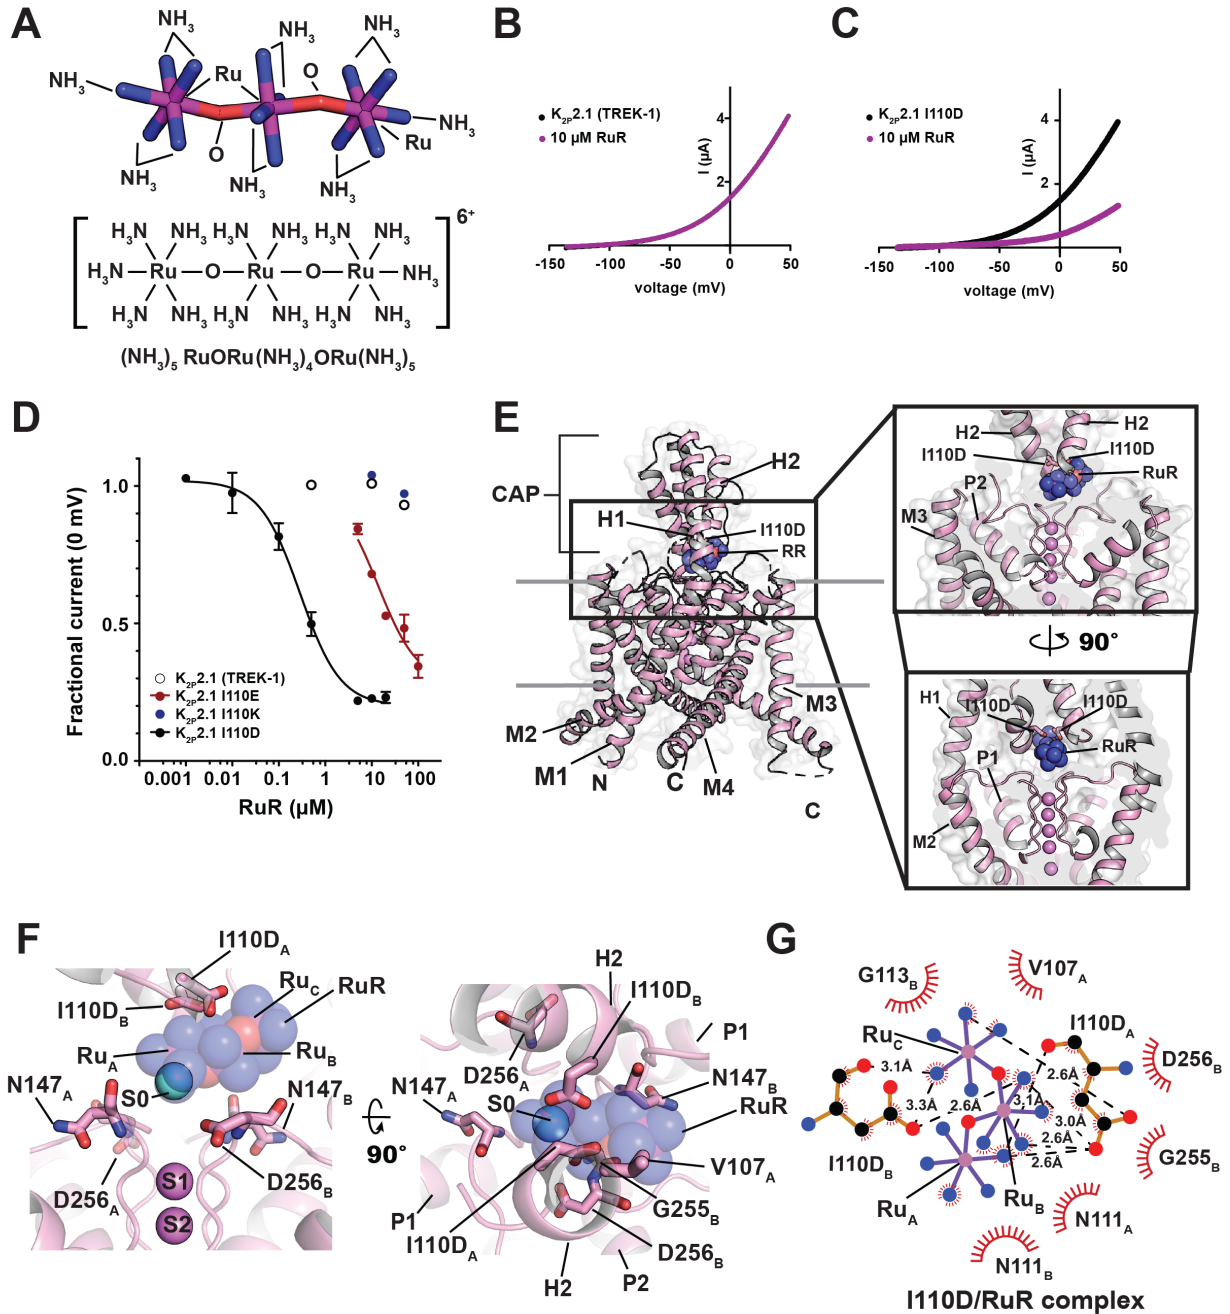 A
NH3
NH3
NH3
NH3
Ru
O
NH3
Ru
O
NH3
NH3
NH3
6+
H3N NH3 H3N NH3 H3N NH3
H3N Ru O Ru O Ru NH3
H3N NH3 H3N NH3 H3N NH3
(NH3)5 RuORu(NH3)4ORu(NH3)5
B
K2P2.1 (TREK-1)
10 µM RuR
I (µA)
4
2
-150 -100 -50 0 50
voltage (mV)
C
K2P2.1 I110D
10 µM RuR
I (µA)
4
2
-150 -100 -50 0 50
voltage (mV)
D
Fractional current (0 mV)
1.0
0.5
0.0
K2P2.1 (TREK-1)
K2P2.1 I110E
K2P2.1 I110K
K2P2.1 I110D
0.001 0.01 0.1 1 10 100
RuR (µM)
E
CAP
H2
H1
I110D
RR
M2
M1
N
C
M4
M3
C
H2
H2
I110D
I110D
RuR
P2
M3
90°
H1
I110D
I110D
RuR
P1
M2
F
I110DA
I110DB
RuC
RuR
RuA
RuB
N147A
S0
N147B
D256A
D256B
S1
S2
90°
H2
I110DB
P1
D256A
N147A
N147B
S0
RuR
V107A
G255B
P1
I110DA
D256B
H2
P2
G
G113B
V107A
RuC
I110DA
D256B
3.1Å
2.6Å
3.3Å
2.6Å
3.1Å
3.0Å
2.6Å
2.6Å
I110DB
G255B
RuA
RuB
N111A
N111B
I110D/RuR complex